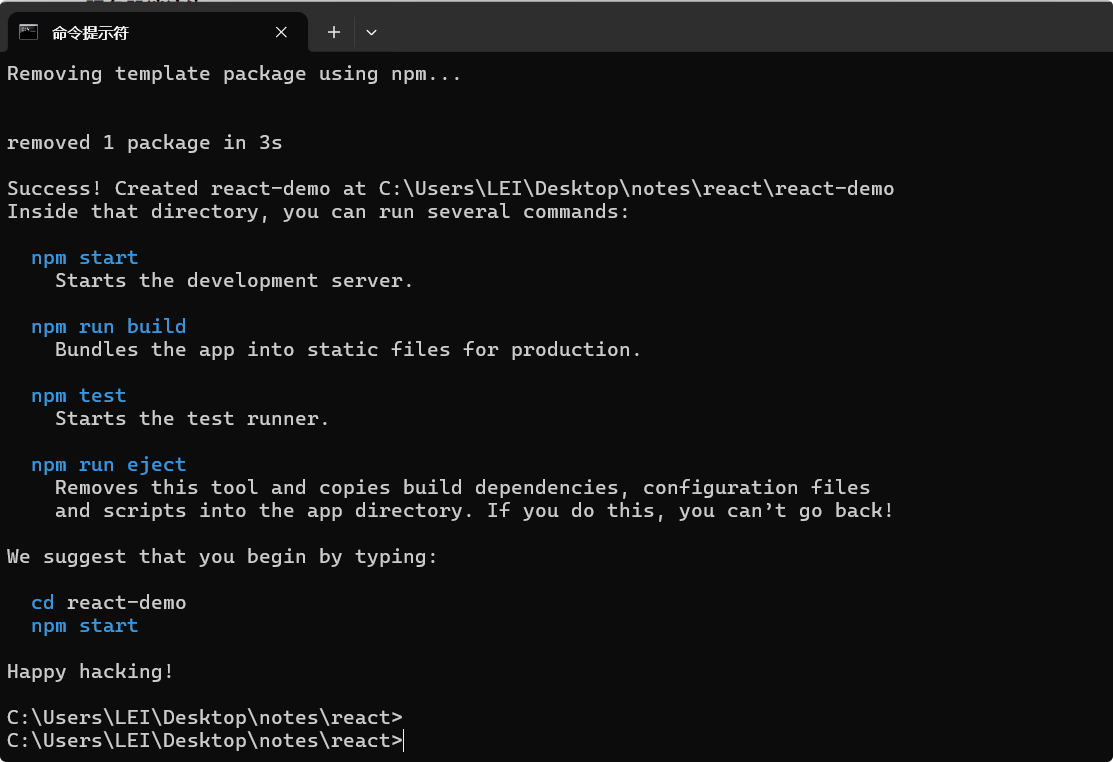 命令提示符
Removing template package using npm...
removed 1 package in 3s
Success! Created react-demo at C:\Users\LEI\Desktop\notes\react\react-demo
Inside that directory, you can run several commands:
npm start
Starts the development server.
npm run build
Bundles the app into static files for production.
npm test
Starts the test runner.
npm run eject
Removes this tool and copies build dependencies, configuration files
and scripts into the app directory. If you do this, you can’t go back!
We suggest that you begin by typing:
cd react-demo
npm start
Happy hacking!
C:\Users\LEI\Desktop\notes\react>
C:\Users\LEI\Desktop\notes\react>